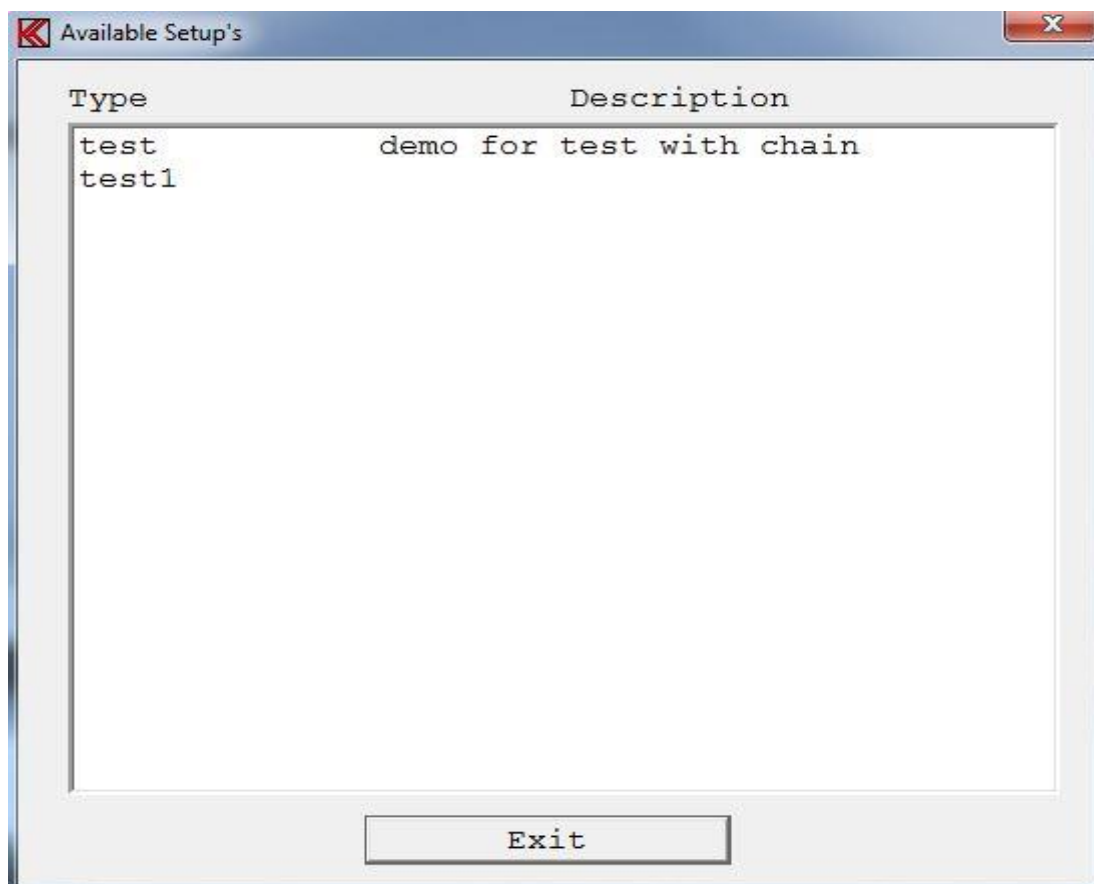 Available Setup's
Type Description
test demo for test with chain
test1
Exit